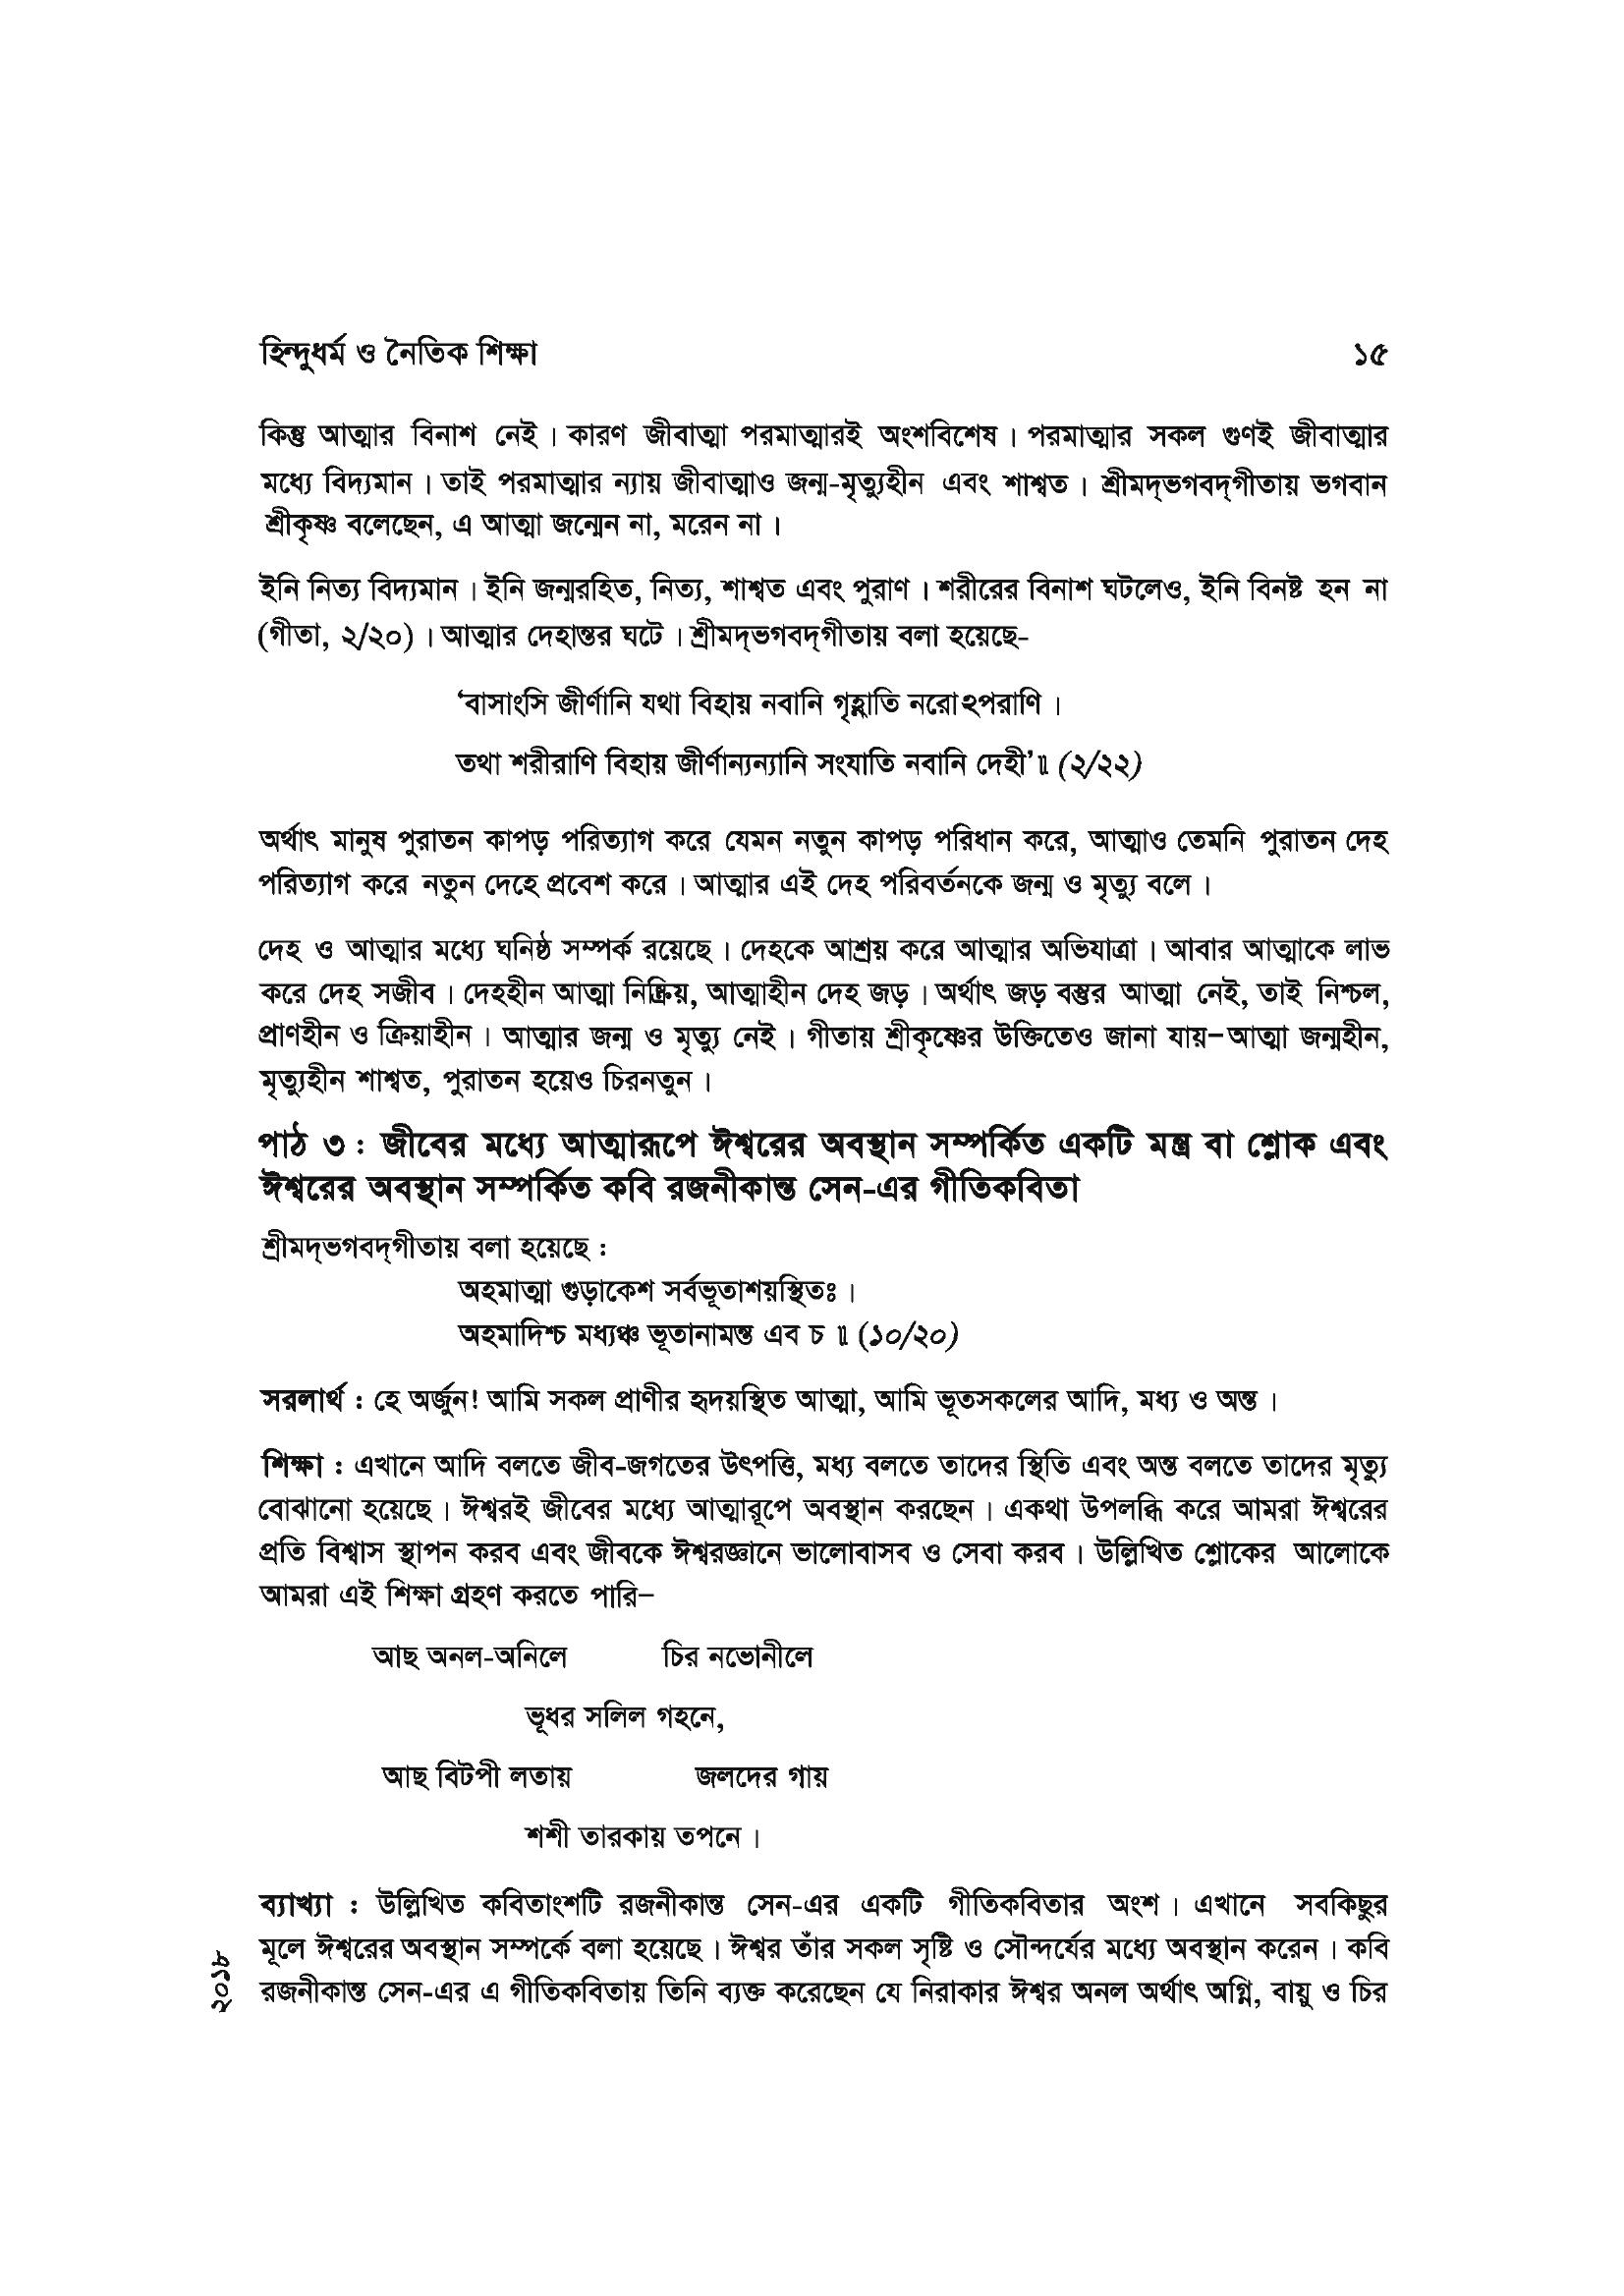 হিন্দুধর্ম ও নৈতিক শিক্ষা ১৫
কিন্তু আত্মার বিনাশ নেই। কারণ জীবাত্মা পরমাত্মারই অংশবিশেষ। পরমাত্মার সকল গুণই জীবাত্মার
মধ্যে বিদ্যমান। তাই পরমাত্মার ন্যায় জীবাত্মাও জন্ম-মৃত্যুহীন এবং শাশ্বত। শ্রীমদ্‌ভগবদ্‌গীতায় ভগবান
শ্রীকৃষ্ণ বলেছেন, এ আত্মা জন্মেন না, মরেন না।
ইনি নিত্য বিদ্যমান। ইনি জন্মরহিত, নিত্য, শাশ্বত এবং পুরাণ। শরীরের বিনাশ ঘটলেও, ইনি বিনষ্ট হন না
(গীতা, ২/২০)। আত্মার দেহান্তর ঘটে। শ্রীমদ্‌ভগবদ্‌গীতায় বলা হয়েছে-
‘বাসাংসি জীর্ণানি যথা বিহায় নবানি গৃহ্ণাতি নরোঽপরাণি।
তথা শরীরাণি বিহায় জীর্ণান্যন্যানি সংযাতি নবানি দেহী’॥ (২/২২)
অর্থাৎ মানুষ পুরাতন কাপড় পরিত্যাগ করে যেমন নতুন কাপড় পরিধান করে, আত্মাও তেমনি পুরাতন দেহ
পরিত্যাগ করে নতুন দেহে প্রবেশ করে। আত্মার এই দেহ পরিবর্তনকে জন্ম ও মৃত্যু বলে।
দেহ ও আত্মার মধ্যে ঘনিষ্ঠ সম্পর্ক রয়েছে। দেহকে আশ্রয় করে আত্মার অভিযাত্রা। আবার আত্মাকে লাভ
করে দেহ সজীব। দেহহীন আত্মা নিষ্ক্রিয়, আত্মাহীন দেহ জড়। অর্থাৎ জড় বস্তুর আত্মা নেই, তাই নিশ্চল,
প্রাণহীন ও ক্রিয়াহীন। আত্মার জন্ম ও মৃত্যু নেই। গীতায় শ্রীকৃষ্ণের উক্তিতেও জানা যায়–আত্মা জন্মহীন,
মৃত্যুহীন শাশ্বত, পুরাতন হয়েও চিরনতুন।
পাঠ ৩ : জীবের মধ্যে আত্মারূপে ঈশ্বরের অবস্থান সম্পর্কিত একটি মন্ত্র বা শ্লোক এবং
ঈশ্বরের অবস্থান সম্পর্কিত কবি রজনীকান্ত সেন-এর গীতিকবিতা
শ্রীমদ্‌ভগবদ্‌গীতায় বলা হয়েছে :
অহমাত্মা গুড়াকেশ সর্বভূতাশয়স্থিতঃ।
অহমাদিশ্চ মধ্যঞ্চ ভূতানামন্ত এব চ ॥ (১০/২০)
সরলার্থ : হে অর্জুন! আমি সকল প্রাণীর হৃদয়স্থিত আত্মা, আমি ভূতসকলের আদি, মধ্য ও অন্ত।
শিক্ষা : এখানে আদি বলতে জীব-জগতের উৎপত্তি, মধ্য বলতে তাদের স্থিতি এবং অন্ত বলতে তাদের মৃত্যু
বোঝানো হয়েছে। ঈশ্বরই জীবের মধ্যে আত্মারূপে অবস্থান করছেন। একথা উপলব্ধি করে আমরা ঈশ্বরের
প্রতি বিশ্বাস স্থাপন করব এবং জীবকে ঈশ্বরজ্ঞানে ভালোবাসব ও সেবা করব। উল্লিখিত শ্লোকের আলোকে
আমরা এই শিক্ষা গ্রহণ করতে পারি–
আছ অনল-অনিলে চির নভোনীলে
ভূধর সলিল গহনে,
আছ বিটপী লতায় জলদের গায়
শশী তারকায় তপনে।
ব্যাখ্যা : উল্লিখিত কবিতাংশটি রজনীকান্ত সেন-এর একটি গীতিকবিতার অংশ। এখানে সবকিছুর
মূলে ঈশ্বরের অবস্থান সম্পর্কে বলা হয়েছে। ঈশ্বর তাঁর সকল সৃষ্টি ও সৌন্দর্যের মধ্যে অবস্থান করেন। কবি
রজনীকান্ত সেন-এর এ গীতিকবিতায় তিনি ব্যক্ত করেছেন যে নিরাকার ঈশ্বর অনল অর্থাৎ অগ্নি, বায়ু ও চির
২০১৮